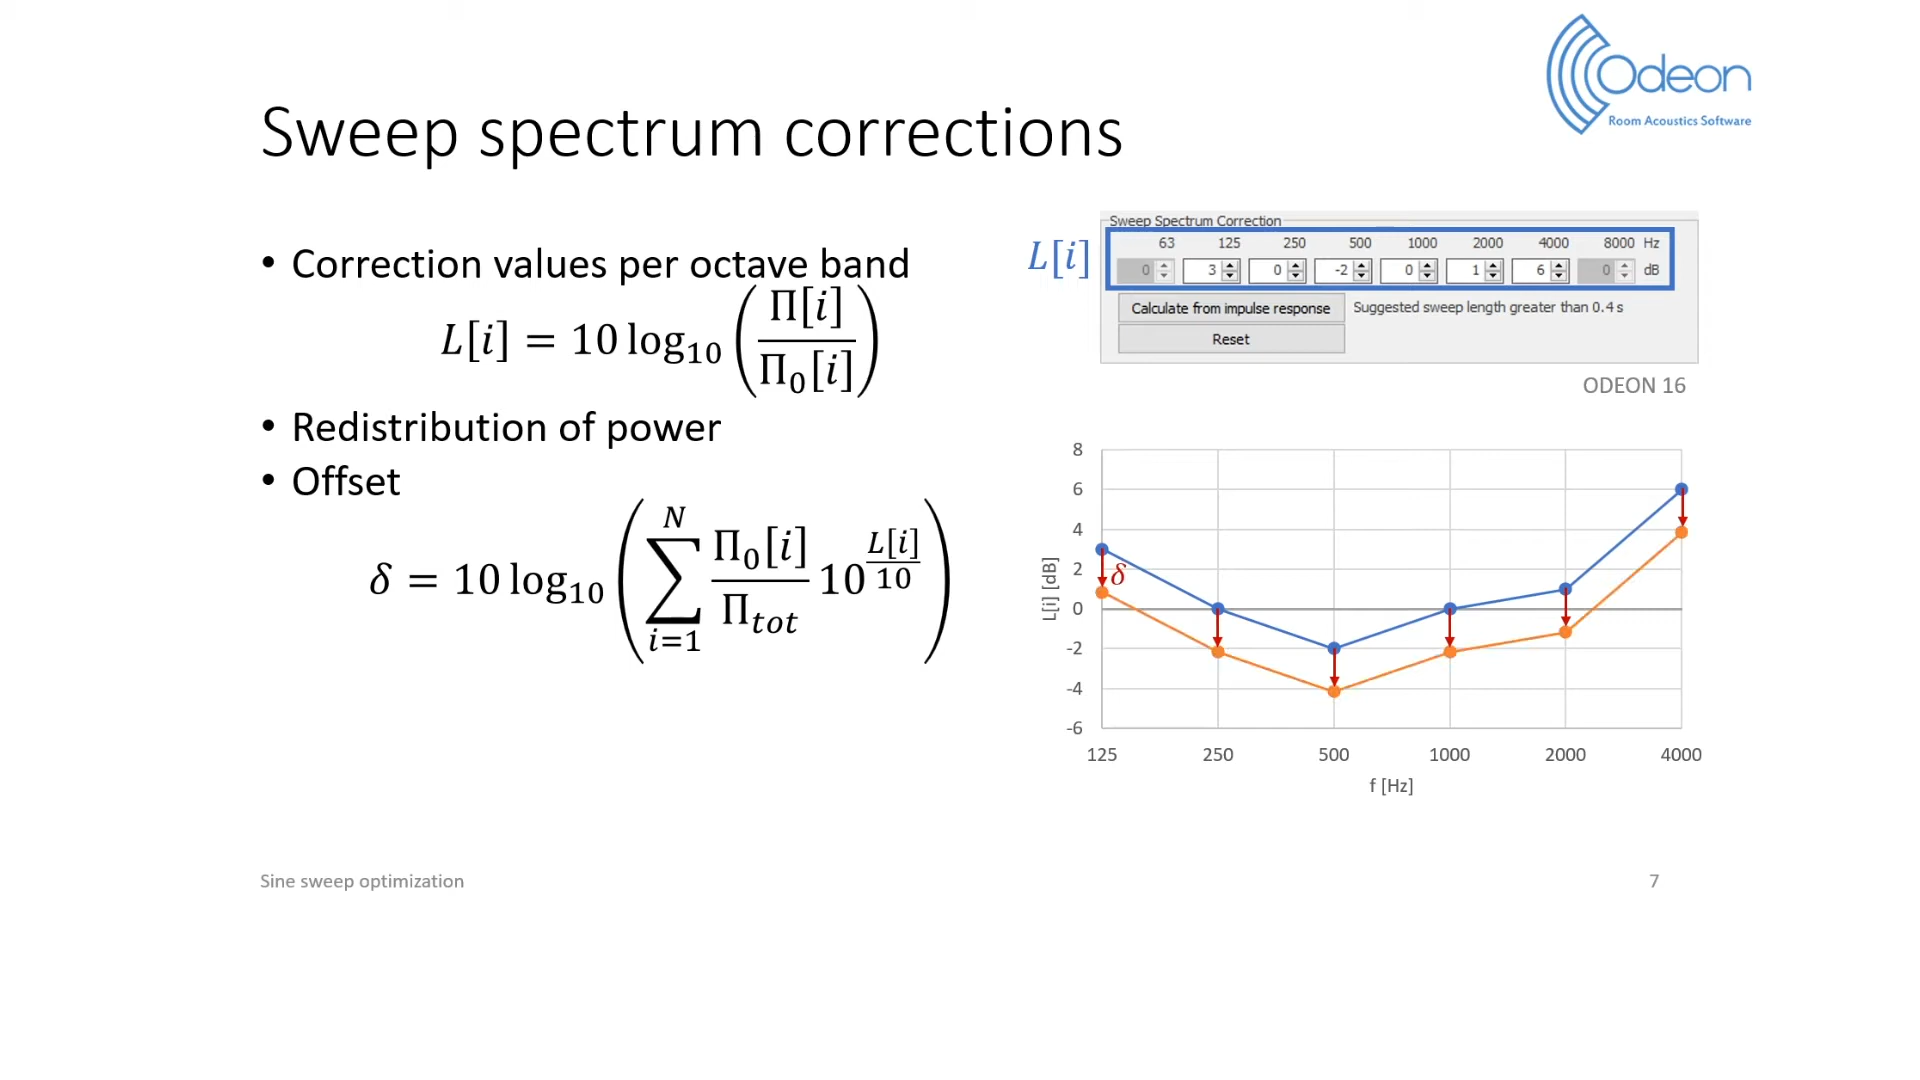 Odeon
Room Acoustics Software
Sweep spectrum corrections
• Correction values per octave band
L[i] = 10 log₁₀ (Π[i] / Π₀[i])
• Redistribution of power
• Offset
δ = 10 log₁₀ (∑ᵢ₌₁ᴺ Π₀[i] / Πₜₒₜ 10^(L[i]/10))
L[i]
Sweep Spectrum Correction
63 125 250 500 1000 2000 4000 8000 Hz
0 3 0 -2 0 1 6 0 dB
Calculate from impulse response Suggested sweep length greater than 0.4 s
Reset
ODEON 16
8
6
4
2
0
-2
-4
-6
L[i] [dB]
δ
125 250 500 1000 2000 4000
f [Hz]
Sine sweep optimization
7